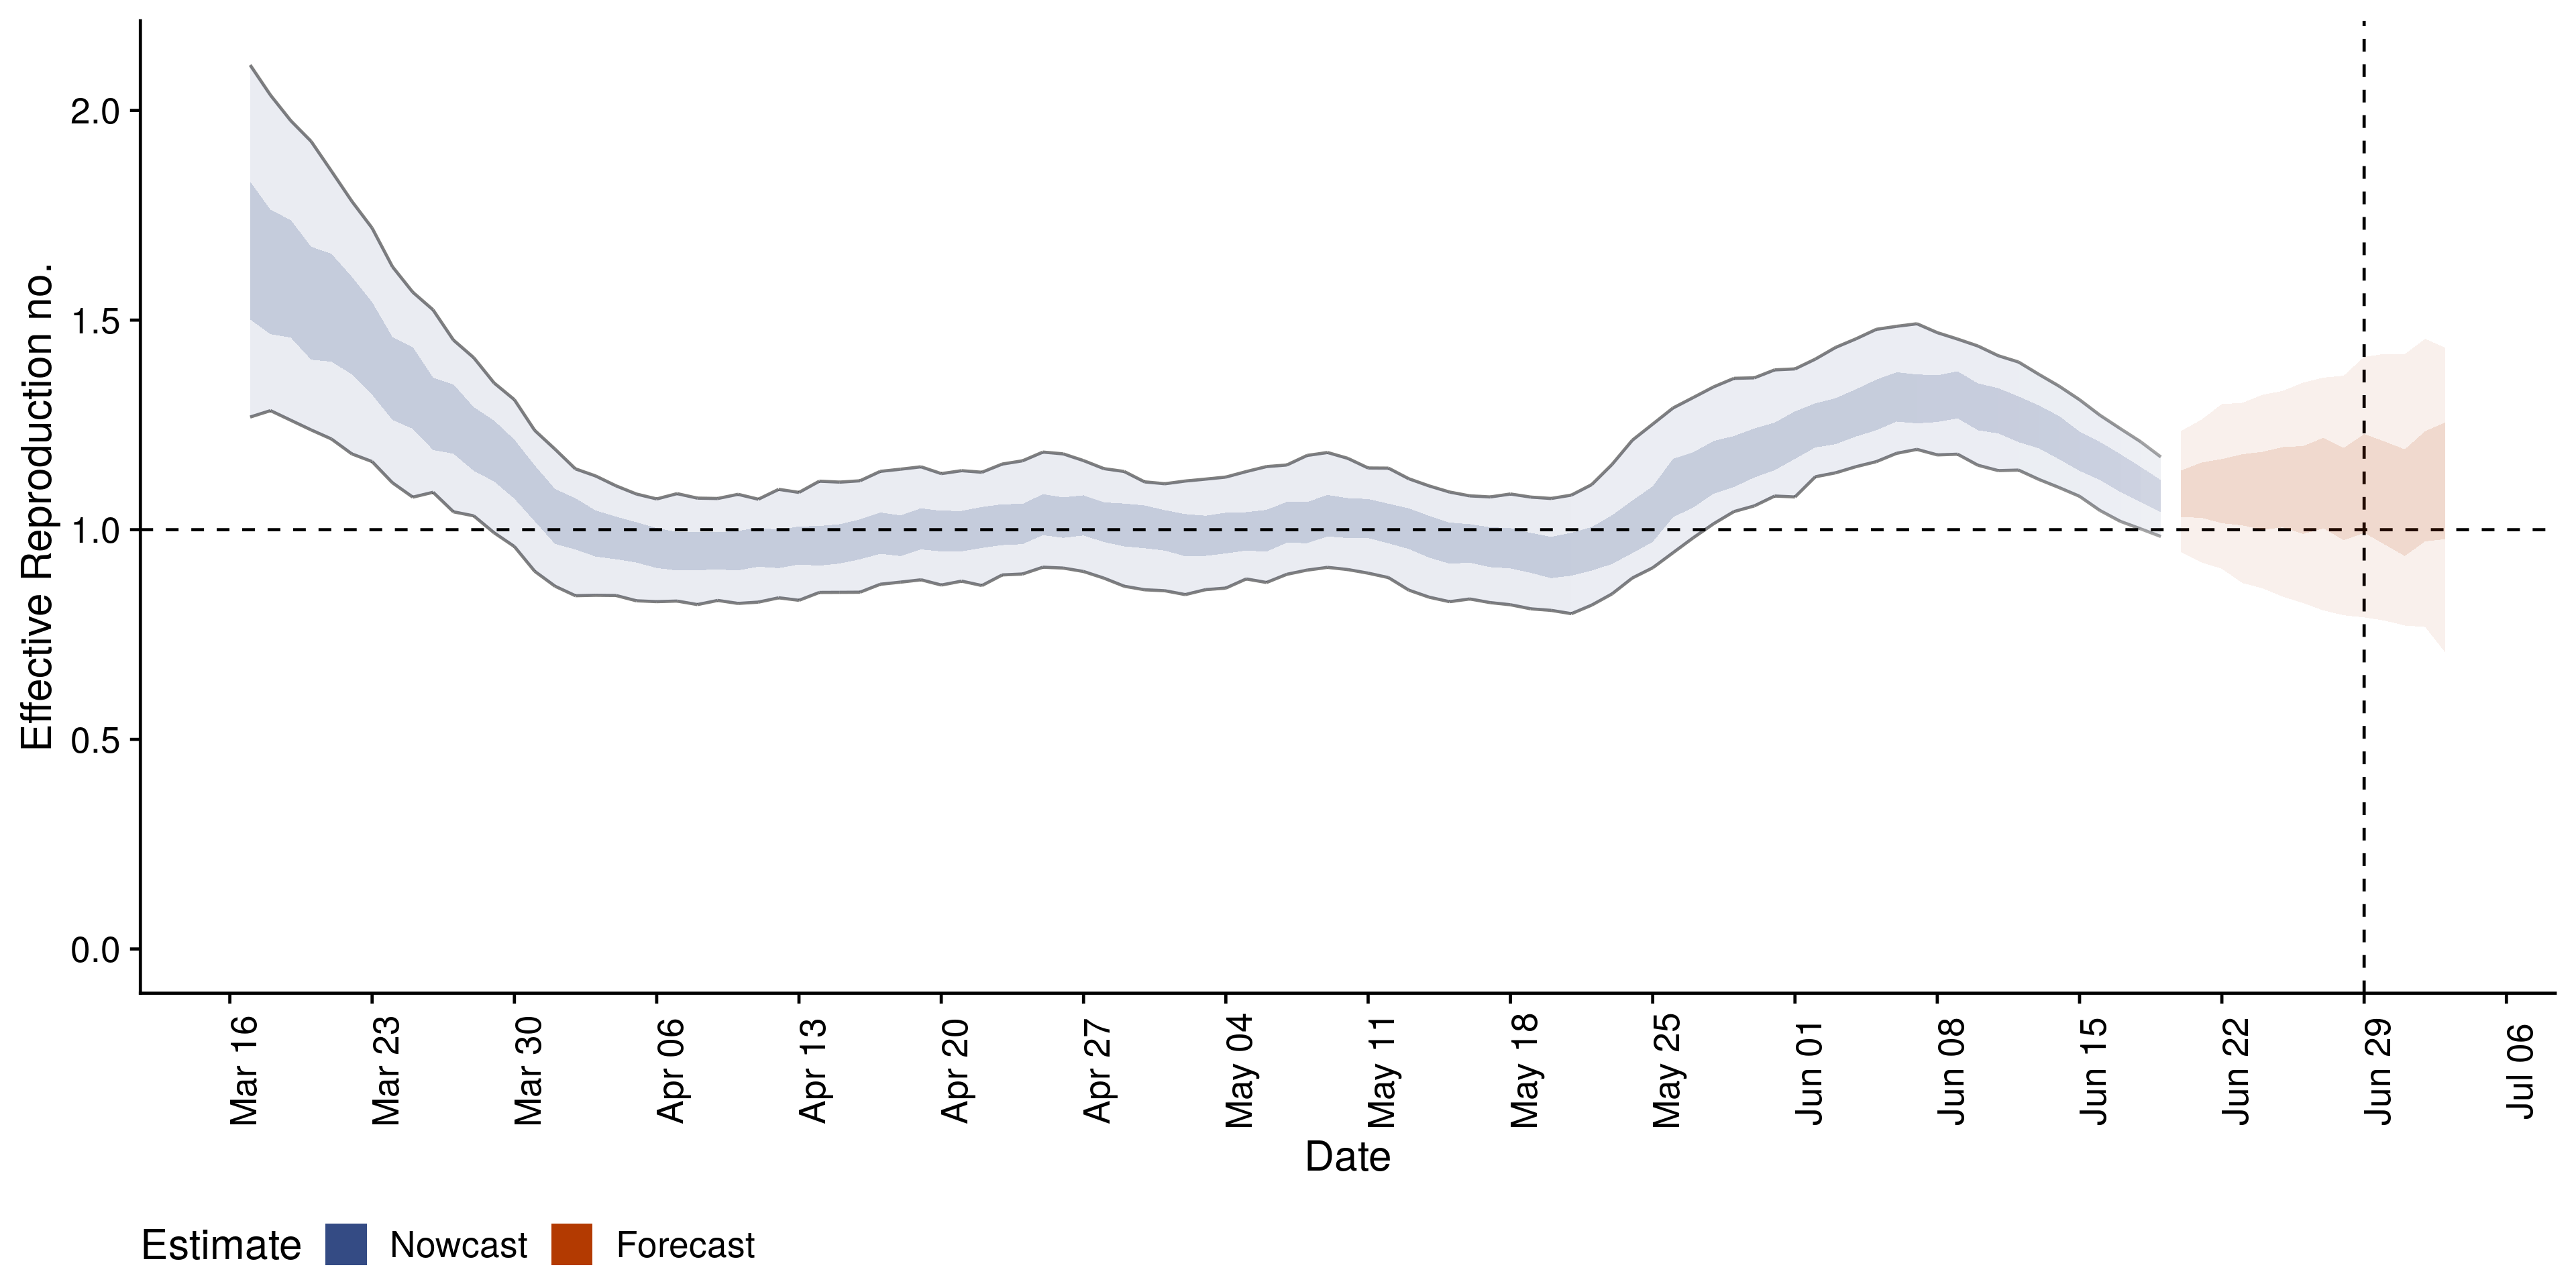 Effective Reproduction no.
2.0
1.5
1.0
0.5
0.0
Mar 16
Mar 23
Mar 30
Apr 06
Apr 13
Apr 20
Apr 27
May 04
May 11
May 18
May 25
Jun 01
Jun 08
Jun 15
Jun 22
Jun 29
Jul 06
Date
Estimate Nowcast Forecast